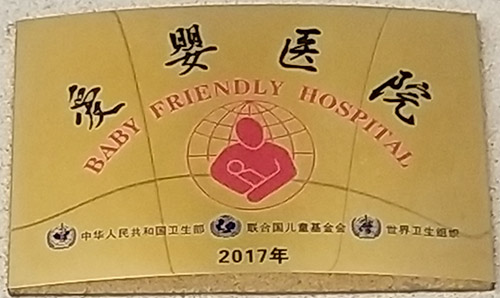 爱婴医院
BABY FRIENDLY HOSPITAL
中华人民共和国卫生部 联合国儿童基金会 世界卫生组织
2017年